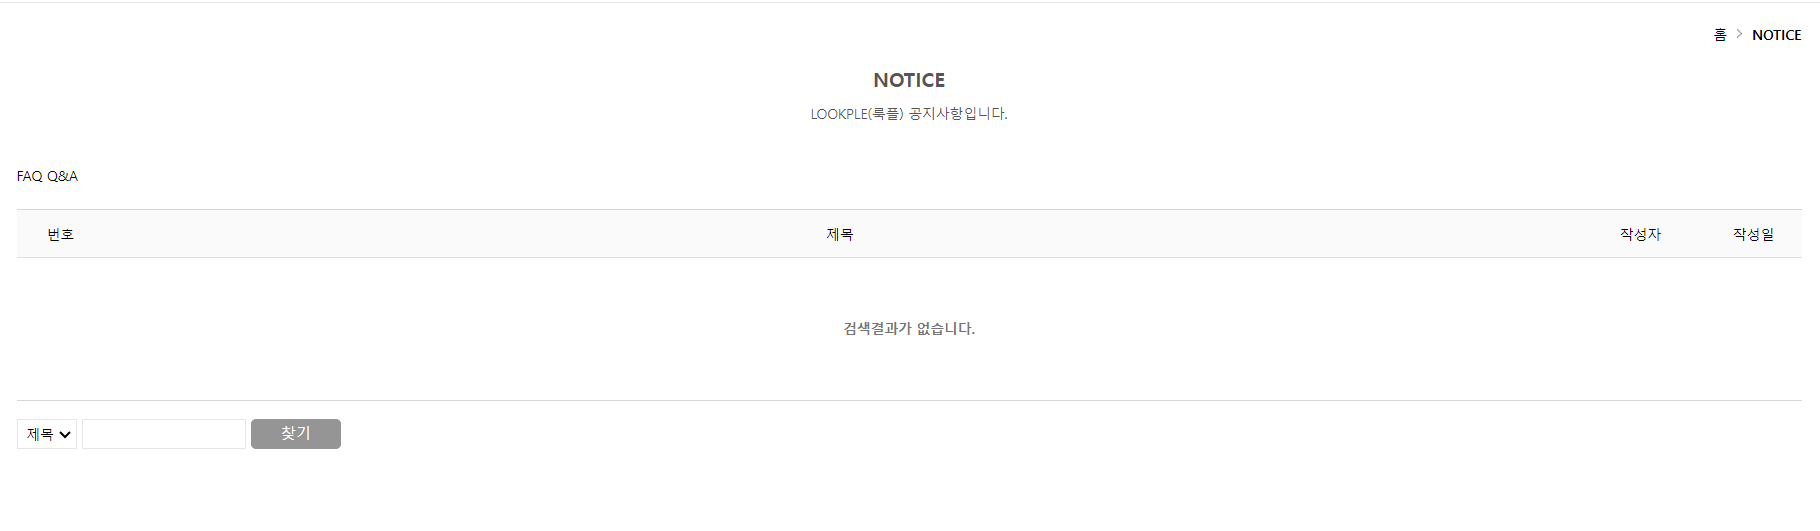 홈 > NOTICE
NOTICE
LOOKPLE(룩플) 공지사항입니다.
FAQ Q&A
번호 제목 작성자 작성일
검색결과가 없습니다.
제목 찾기